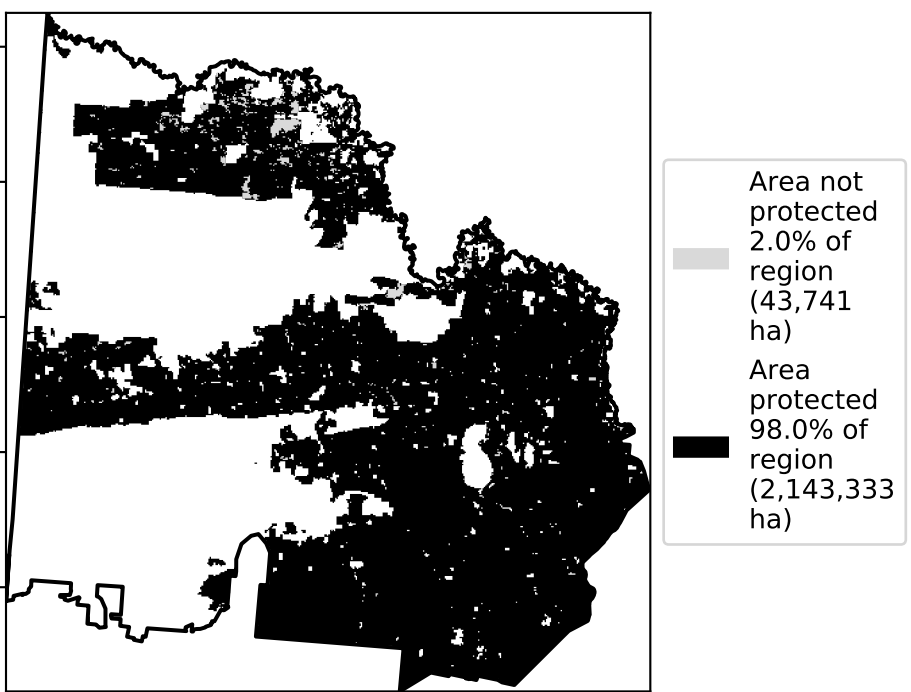 Area not
protected
2.0% of
region
(43,741
ha)
Area
protected
98.0% of
region
(2,143,333
ha)